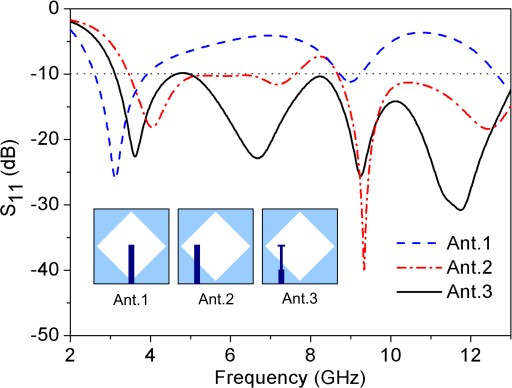 0
-10
-20
-30
-40
-50
S11 (dB)
Ant.1
Ant.2
Ant.3
Ant.1
Ant.2
Ant.3
2
4
6
8
10
12
Frequency (GHz)